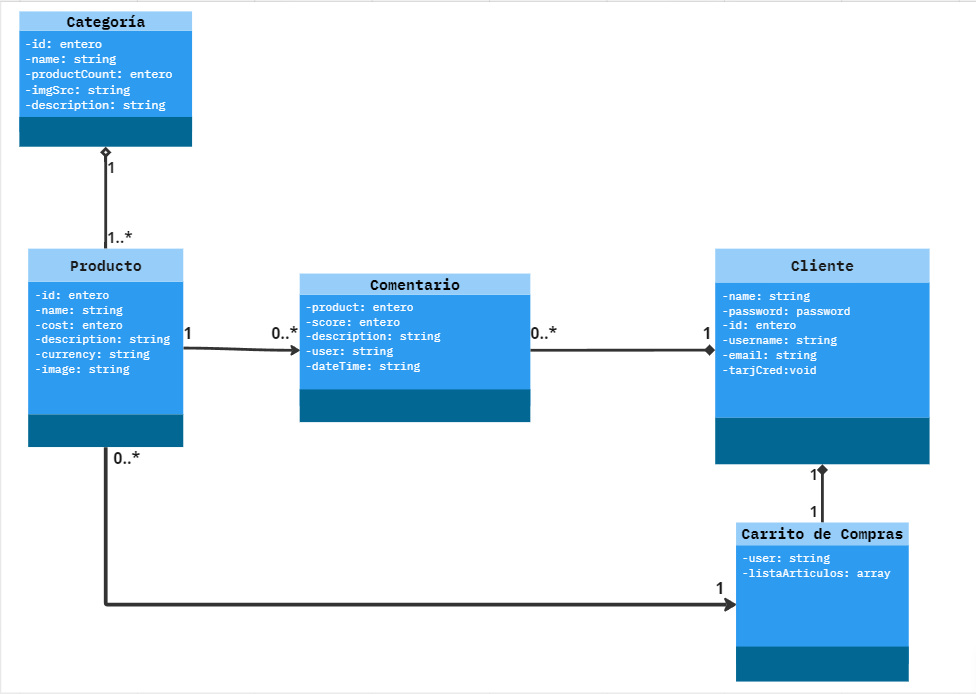 Categoría
-id: entero
-name: string
-productCount: entero
-imgSrc: string
-description: string
1
1..*
Producto
-id: entero
-name: string
-cost: entero
-description: string
-currency: string
-image: string
1
0..*
Comentario
-product: entero
-score: entero
-description: string
-user: string
-dateTime: string
0..*
1
Cliente
-name: string
-password: password
-id: entero
-username: string
-email: string
-tarjCred:void
0..*
1
1
1
Carrito de Compras
-user: string
-listaArticulos: array